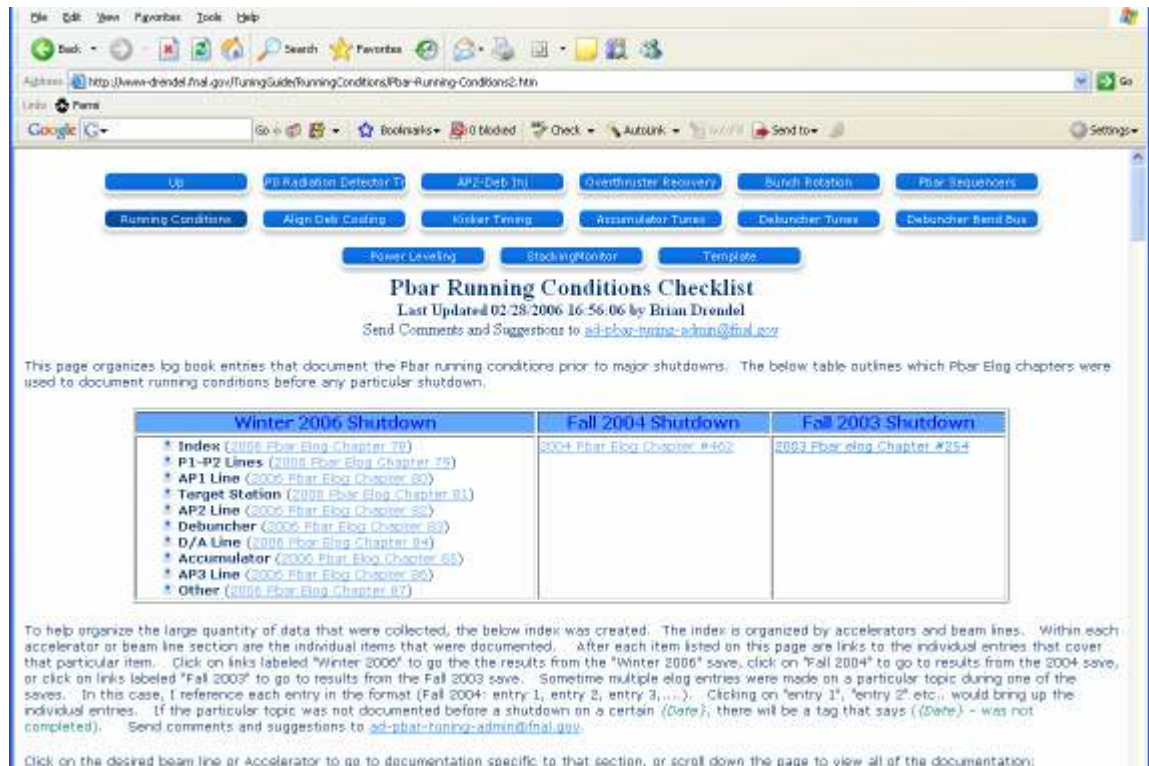 File Edit View Favorites Tools Help
Back Search Favorites
Address http://www-drendel.fnal.gov/TuningGuide/RunningConditions/Pbar-Running-Conditions2.htm Go
Links
Google G Go Bookmarks 0 blocked Check AutoLink Send to Settings
Up P8 Radiation Detector Tr AP2-Deb Inj Overthruster Recovery Bunch Rotation Pbar Sequencers
Running Conditions Align Deb Cooling Kicker Timing Accumulator Tunes Debuncher Tunes Debuncher Bend Bus
Power Leveling StockingMonitor Template
Pbar Running Conditions Checklist
Last Updated 02/28/2006 16:56:06 by Brian Drendel
Send Comments and Suggestions to ad-pbar-tuning-admin@fnal.gov
This page organizes log book entries that document the Pbar running conditions prior to major shutdowns. The below table outlines which Pbar Elog chapters were
used to document running conditions before any particular shutdown.
Winter 2006 Shutdown Fall 2004 Shutdown Fall 2003 Shutdown
Index (2006 Pbar Elog Chapter 79) 2004 Pbar Elog Chapter #462 2003 Pbar elog Chapter #254
P1-P2 Lines (2006 Pbar Elog Chapter 79)
AP1 Line (2006 Pbar Elog Chapter 80)
Target Station (2006 Pbar Elog Chapter 81)
AP2 Line (2006 Pbar Elog Chapter 82)
Debuncher (2006 Pbar Elog Chapter 83)
D/A Line (2006 Pbar Elog Chapter 84)
Accumulator (2006 Pbar Elog Chapter 85)
AP3 Line (2006 Pbar Elog Chapter 86)
Other (2006 Pbar Elog Chapter 87)
To help organize the large quantity of data that were collected, the below index was created. The index is organized by accelerators and beam lines. Within each
accelerator or beam line section are the individual items that were documented. After each item listed on this page are links to the individual entries that cover
that particular item. Click on links labeled "Winter 2006" to go the the results from the "Winter 2006" save, click on "Fall 2004" to go to results from the 2004 save,
or click on links labeled "Fall 2003" to go to results from the Fall 2003 save. Sometime multiple elog entries were made on a particular topic during one of the
saves. In this case, I reference each entry in the format (Fall 2004: entry 1, entry 2, entry 3,....). Clicking on "entry 1", "entry 2" etc.. would bring up the
individual entries. If the particular topic was not documented before a shutdown on a certain {Date}, there will be a tag that says ({Date} - was not
completed). Send comments and suggestions to ad-pbar-tuning-admin@fnal.gov.
Click on the desired beam line or Accelerator to go to documentation specific to that section, or scroll down the page to view all of the documentation: